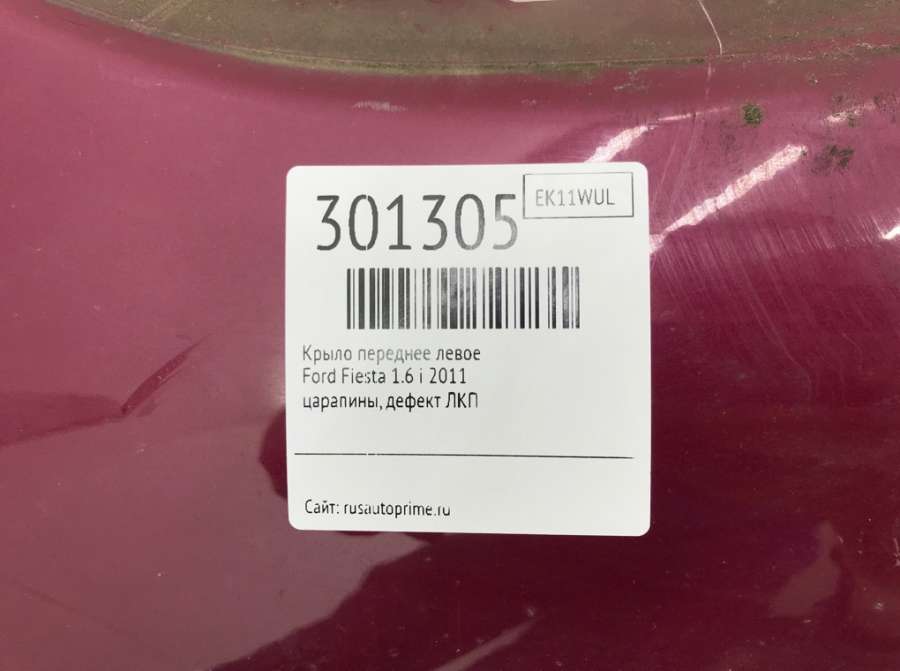 301305
EK11WUL
Крыло переднее левое
Ford Fiesta 1.6 i 2011
царапины, дефект ЛКП
Сайт: rusautoprime.ru